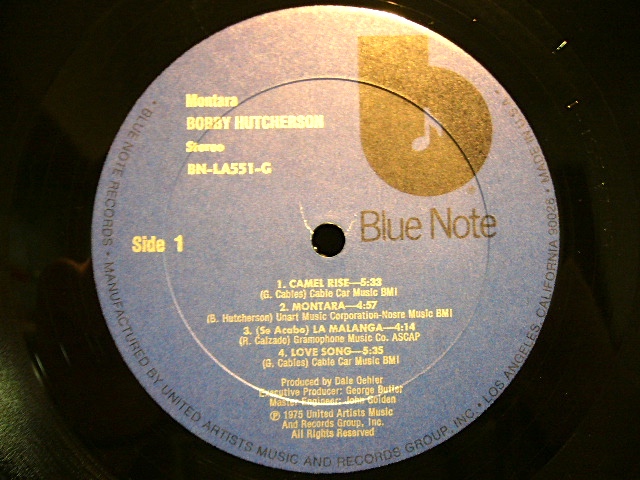 Montara
BOBBY HUTCHERSON
Stereo
BN-LA551-G
Blue Note
Side 1
1. CAMEL RISE—5:33
(G. Cables) Cable Car Music BMI
2. MONTARA—4:57
(B. Hutcherson) Unart Music Corporation-Nosre Music BMI
3. (Se Acabo) LA MALANGA—4:14
(R. Calzado) Gramophone Music Co. ASCAP
4. LOVE SONG—5:35
(G. Cables) Cable Car Music BMI
Produced by Dale Oehler
Executive Producer: George Butler
Master Engineer: John Golden
℗ 1975 United Artists Music
And Records Group, Inc.
All Rights Reserved
• BLUE NOTE RECORDS • MANUFACTURED BY UNITED ARTISTS MUSIC AND RECORDS GROUP, INC. • LOS ANGELES, CALIFORNIA 90028 • MADE IN U.S.A. •